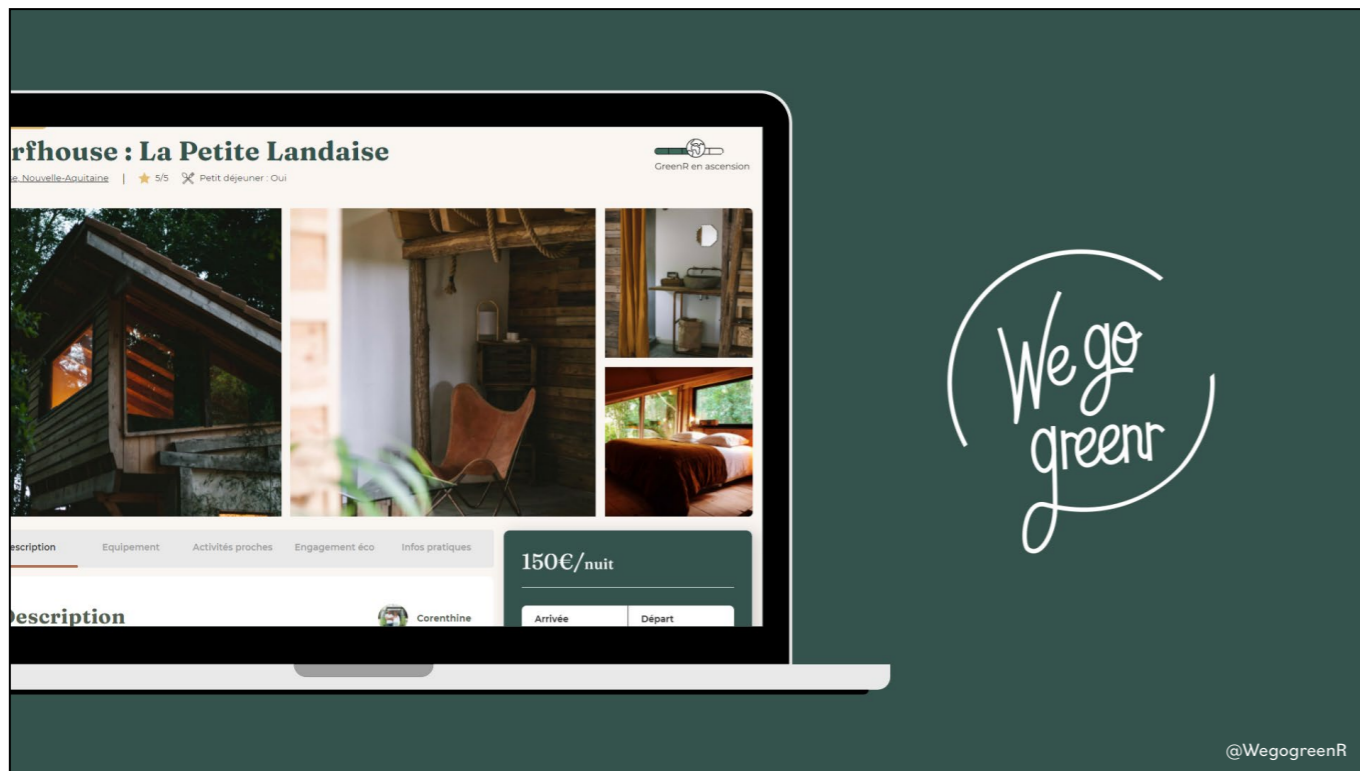 rfhouse : La Petite Landaise
se, Nouvelle-Aquitaine | 5/5 Petit déjeuner : Oui
GreenR en ascension
escription Equipement Activités proches Engagement éco Infos pratiques
150€/nuit
Description
Corenthine
Arrivée Départ
We go
greenr
@WegogreenR